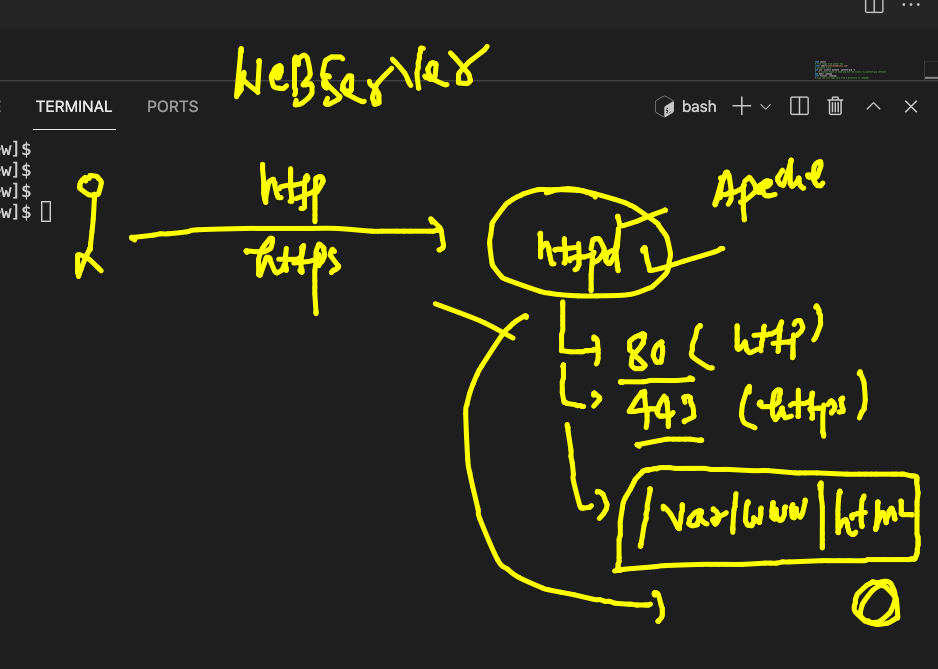 WeBServer
TERMINAL
PORTS
bash
w]$
w]$
w]$
w]$
http
https
Apache
httpd
80 (http)
443 (https)
/var/www/html